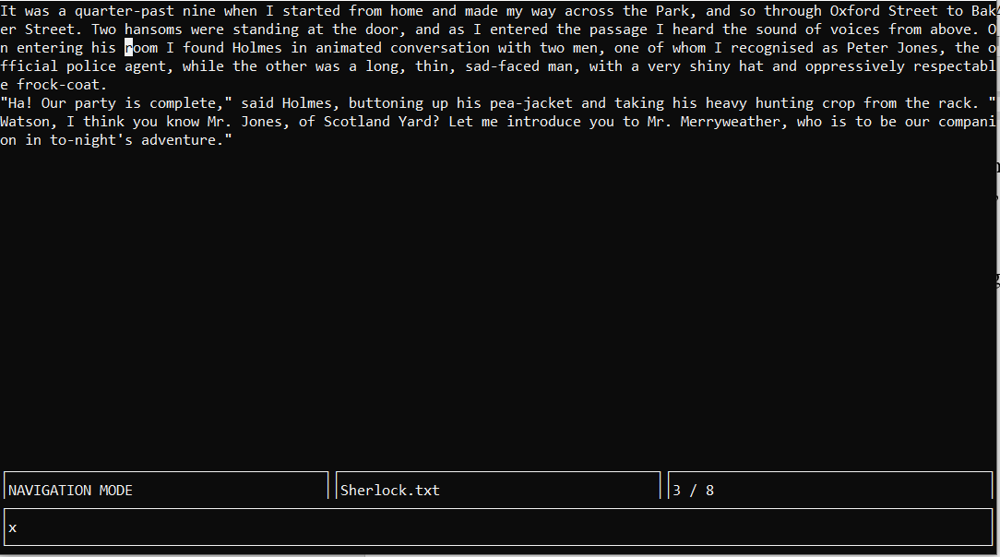 It was a quarter-past nine when I started from home and made my way across the Park, and so through Oxford Street to Bak
er Street. Two hansoms were standing at the door, and as I entered the passage I heard the sound of voices from above. O
n entering his room I found Holmes in animated conversation with two men, one of whom I recognised as Peter Jones, the o
fficial police agent, while the other was a long, thin, sad-faced man, with a very shiny hat and oppressively respectabl
e frock-coat.
"Ha! Our party is complete," said Holmes, buttoning up his pea-jacket and taking his heavy hunting crop from the rack. "
Watson, I think you know Mr. Jones, of Scotland Yard? Let me introduce you to Mr. Merryweather, who is to be our compani
on in to-night's adventure."
NAVIGATION MODE
Sherlock.txt
3 / 8
x